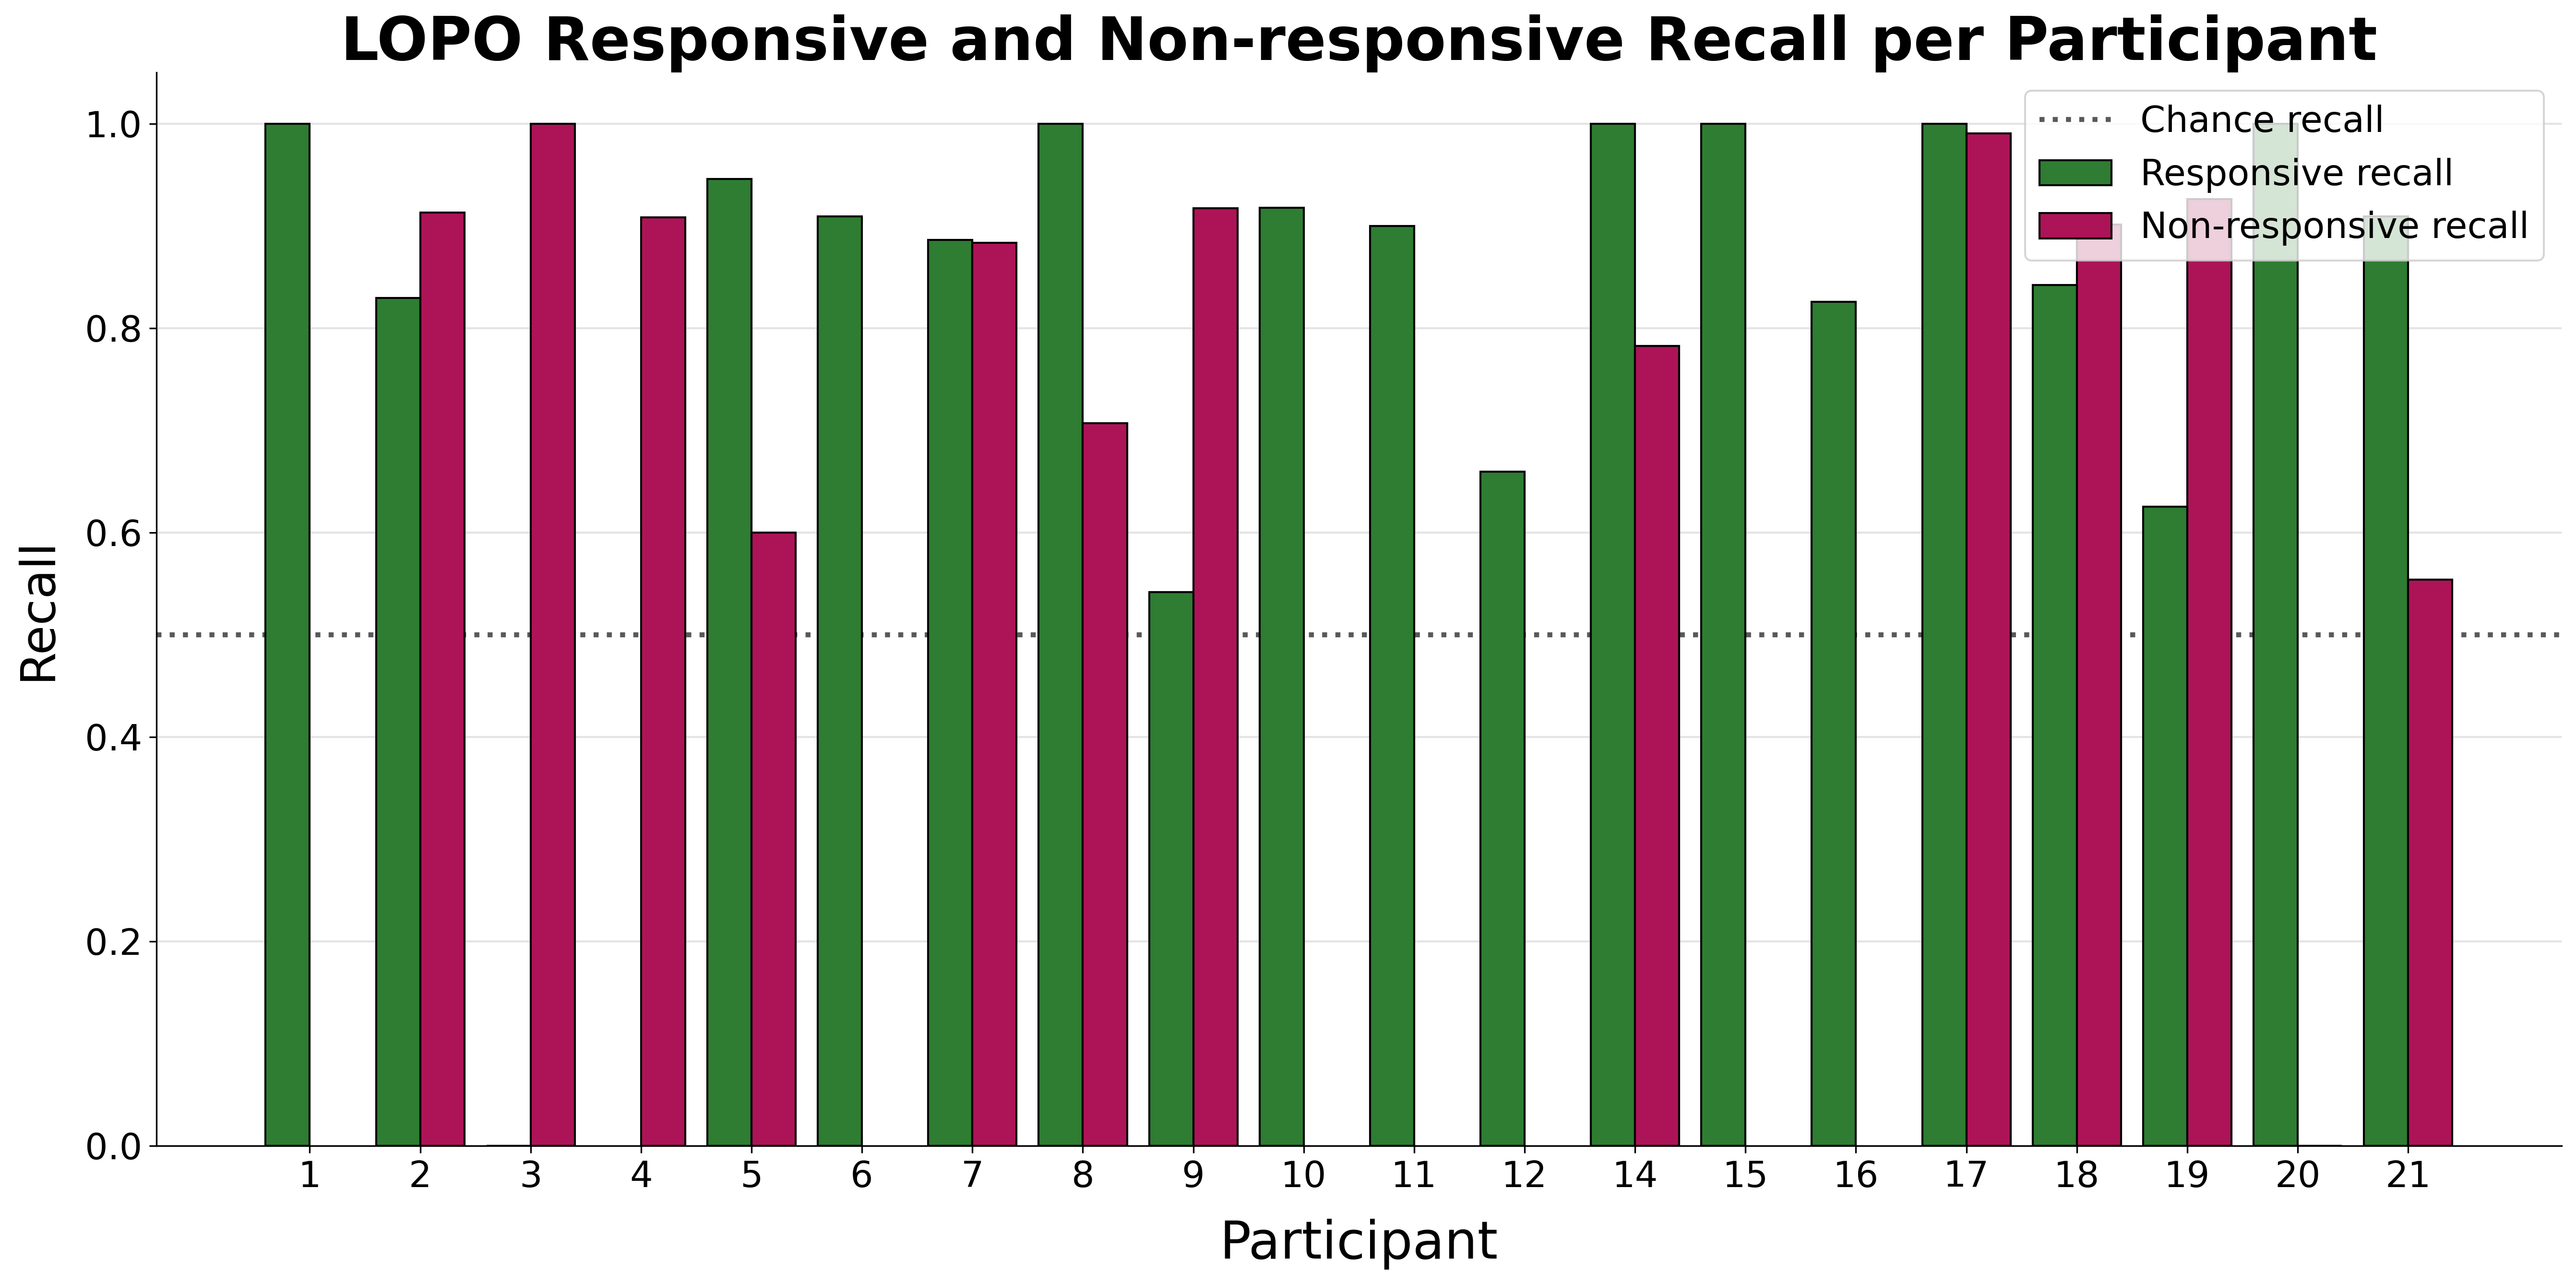 LOPO Responsive and Non-responsive Recall per Participant
Chance recall
Responsive recall
Non-responsive recall
1.0
0.8
0.6
0.4
0.2
0.0
Recall
1 2 3 4 5 6 7 8 9 10 11 12 14 15 16 17 18 19 20 21
Participant